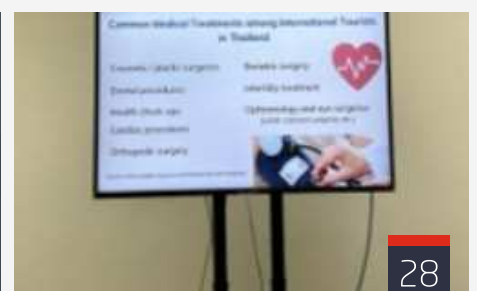 Common Medical Treatments among International Tourists
in Thailand
Cosmetic / plastic surgeries
Dental procedures
Health check-ups
Cardiac procedures
Orthopedic surgery
Bariatric surgery
Infertility treatment
Ophthalmology and eye surgeries
28